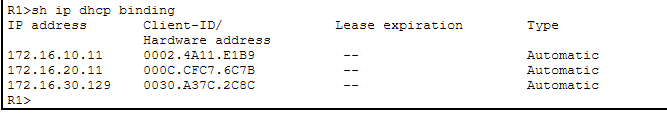 R1>sh ip dhcp binding
IP address Client-ID/ Lease expiration Type
Hardware address
172.16.10.11 0002.4A11.E1B9 -- Automatic
172.16.20.11 000C.CFC7.6C7B -- Automatic
172.16.30.129 0030.A37C.2C8C -- Automatic
R1>